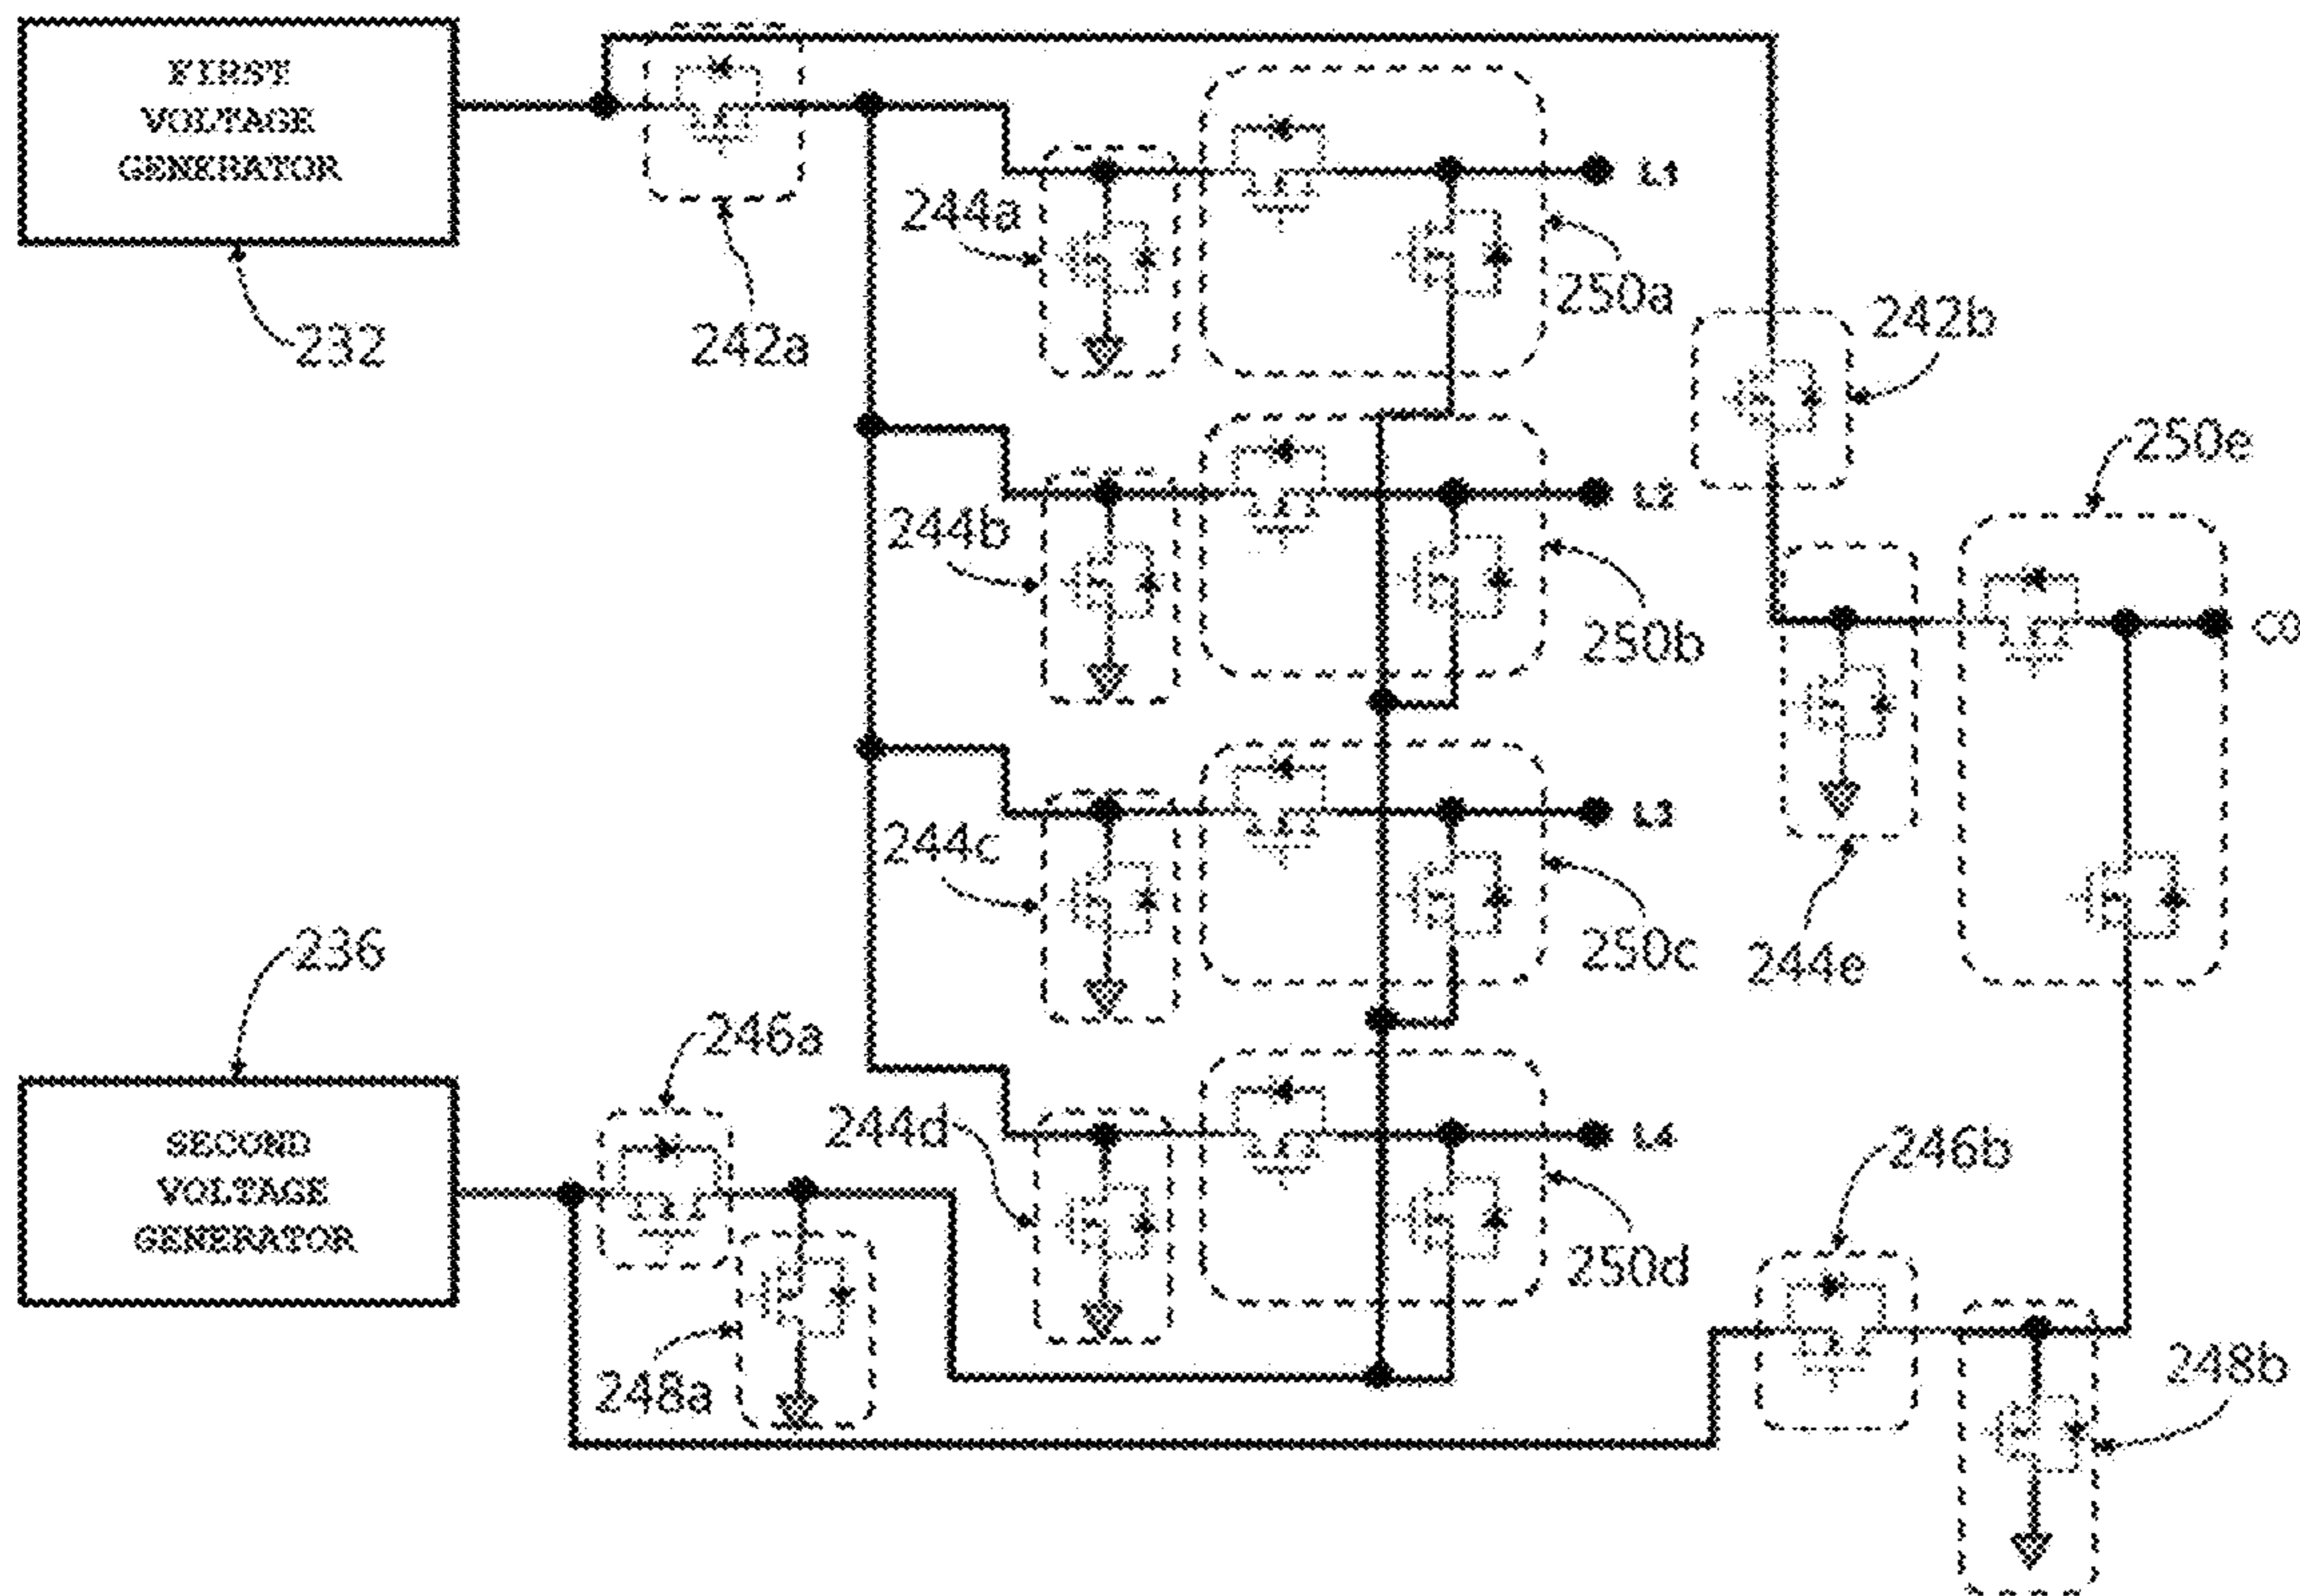 FIRST
VOLTAGE
GENERATOR
232
242a
244a
L1
250a
242b
244b
L2
250b
250e
C8
244c
L3
250c
244e
236
246a
SECOND
VOLTAGE
GENERATOR
244d
L4
250d
246b
248a
248b